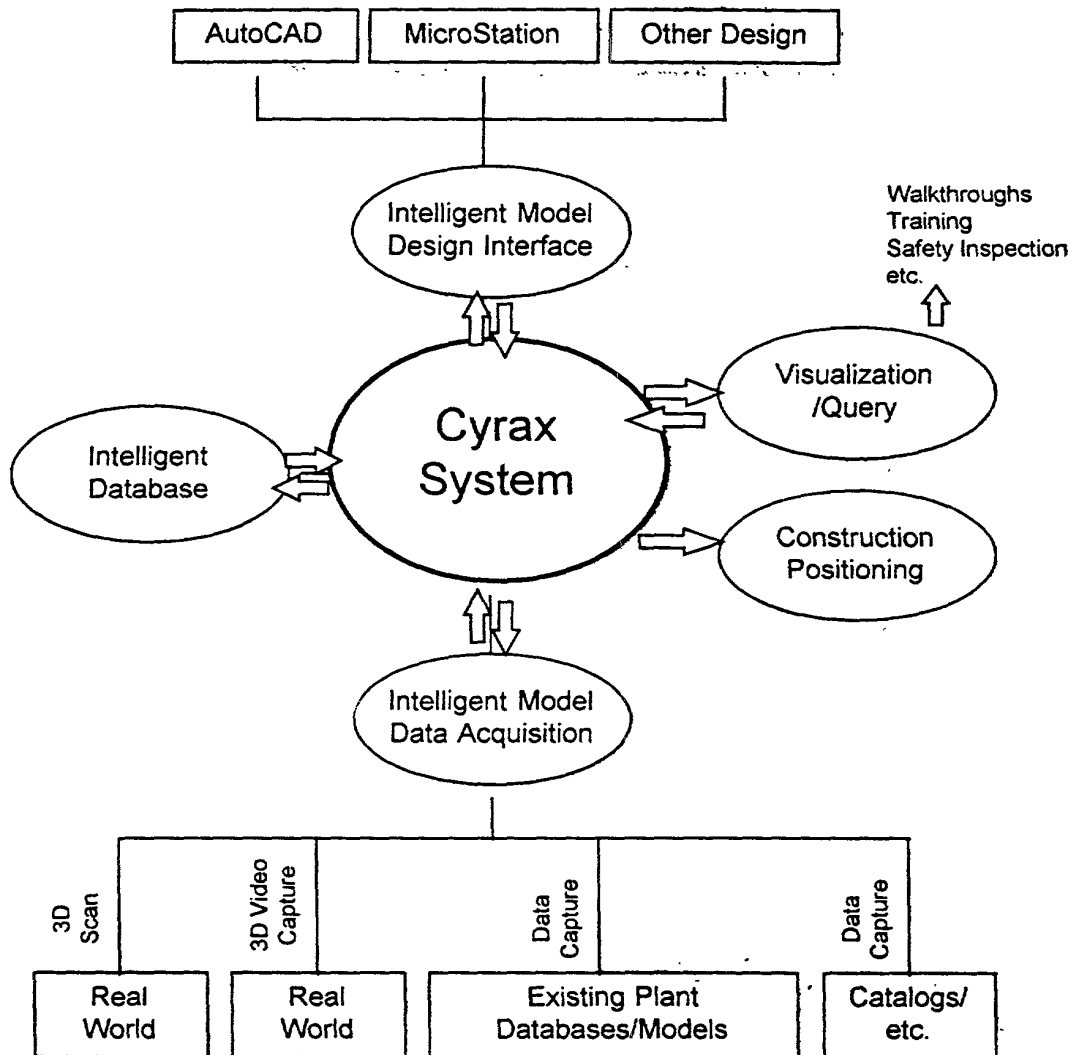 AutoCAD
MicroStation
Other Design
Intelligent Model
Design Interface
Walkthroughs
Training
Safety Inspection
etc.
Visualization
/Query
Cyrax
System
Intelligent
Database
Construction
Positioning
Intelligent Model
Data Acquisition
3D
Scan
3D Video
Capture
Data
Capture
Data
Capture
Real
World
Real
World
Existing Plant
Databases/Models
Catalogs/
etc.